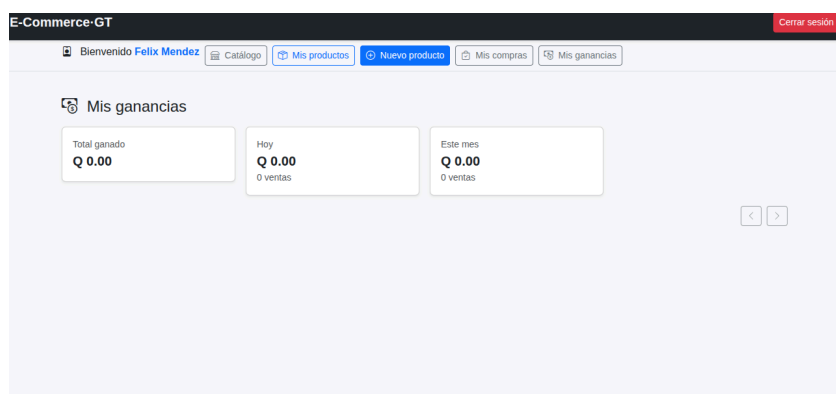 E-Commerce·GT
Cerrar sesión
Bienvenido Felix Mendez
Catálogo
Mis productos
Nuevo producto
Mis compras
Mis ganancias
Mis ganancias
Total ganado
Q 0.00
Hoy
Q 0.00
0 ventas
Este mes
Q 0.00
0 ventas